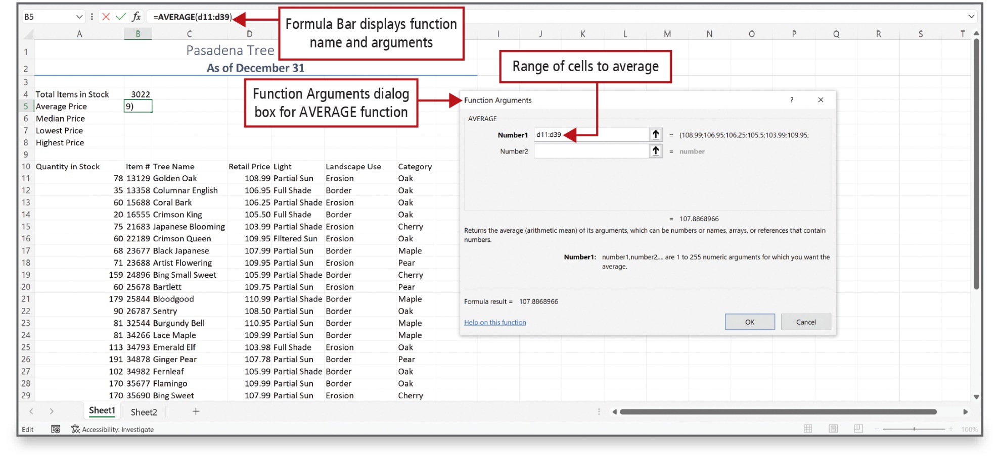 B5 =AVERAGE(d11:d39)
Formula Bar displays function
name and arguments
A B C D I J K L M N O P Q R S T
1 Pasadena Tree
Range of cells to average
2 As of December 31
3
Function Arguments dialog
box for AVERAGE function
4 Total Items in Stock 3022
5 Average Price 9)
6 Median Price
7 Lowest Price
8 Highest Price
9
10 Quantity in Stock Item # Tree Name Retail Price Light Landscape Use Category
11 78 13129 Golden Oak 108.99 Partial Sun Erosion Oak
12 35 13358 Columnar English 106.95 Full Shade Border Oak
13 60 15688 Coral Bark 106.25 Partial Shade Erosion Oak
14 20 16555 Crimson King 105.50 Full Shade Border Oak
15 75 21683 Japanese Blooming 103.99 Partial Shade Erosion Cherry
16 60 22189 Crimson Queen 109.95 Filtered Sun Erosion Oak
17 68 23677 Black Japanese 107.99 Partial Sun Border Maple
18 71 23688 Artist Flowering 109.95 Partial Sun Erosion Pear
19 159 24896 Bing Small Sweet 105.99 Partial Shade Border Cherry
20 60 25678 Bartlett 109.75 Partial Sun Erosion Pear
21 179 25844 Bloodgood 110.99 Partial Shade Border Maple
22 90 26787 Sentry 108.50 Partial Sun Border Oak
23 81 32544 Burgundy Bell 110.95 Partial Sun Border Maple
24 81 34266 Lace Maple 109.99 Partial Sun Border Maple
25 113 34793 Emerald Elf 103.98 Full Shade Erosion Oak
26 191 34878 Ginger Pear 107.78 Partial Sun Border Pear
27 102 34982 Fernleaf 105.99 Partial Shade Border Oak
28 170 35677 Flamingo 109.99 Partial Sun Border Oak
29 170 35690 Bing Sweet 107.99 Partial Sun Erosion Cherry
Function Arguments ?
AVERAGE
Number1 d11:d39 = {108.99;106.95;106.25;105.5;103.99;109.95;
Number2 = number
= 107.8868966
Returns the average (arithmetic mean) of its arguments, which can be numbers or names, arrays, or references that contain
numbers.
Number1: number1,number2,... are 1 to 255 numeric arguments for which you want the
average.
Formula result = 107.8868966
Help on this function OK Cancel
Sheet1 Sheet2
Edit Accessibility: Investigate 100%